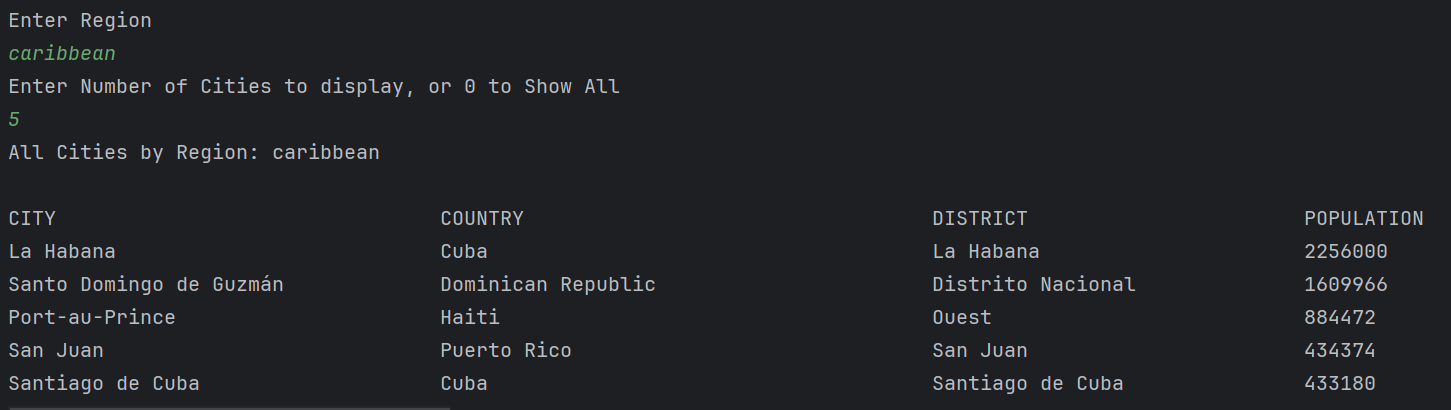 Enter Region
caribbean
Enter Number of Cities to display, or 0 to Show All
5
All Cities by Region: caribbean
CITY COUNTRY DISTRICT POPULATION
La Habana Cuba La Habana 2256000
Santo Domingo de Guzmán Dominican Republic Distrito Nacional 1609966
Port-au-Prince Haiti Ouest 884472
San Juan Puerto Rico San Juan 434374
Santiago de Cuba Cuba Santiago de Cuba 433180